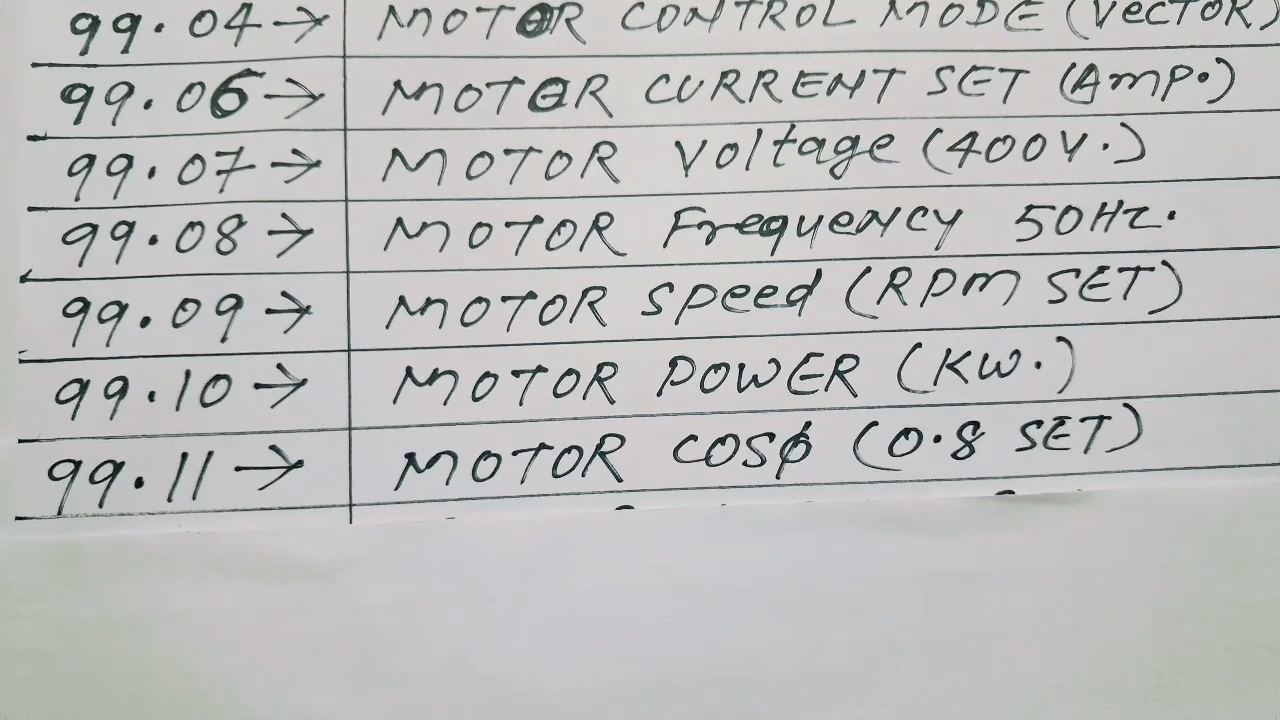 99.04→ MOTOR CONTROL MODE (VECTOR)
99.06→ MOTOR CURRENT SET (AMP.)
99.07→ MOTOR Voltage (400V.)
99.08→ MOTOR Frequency 50Hz.
99.09→ MOTOR Speed (RPM SET)
99.10→ MOTOR POWER (KW.)
99.11→ MOTOR COSϕ (0.8 SET)